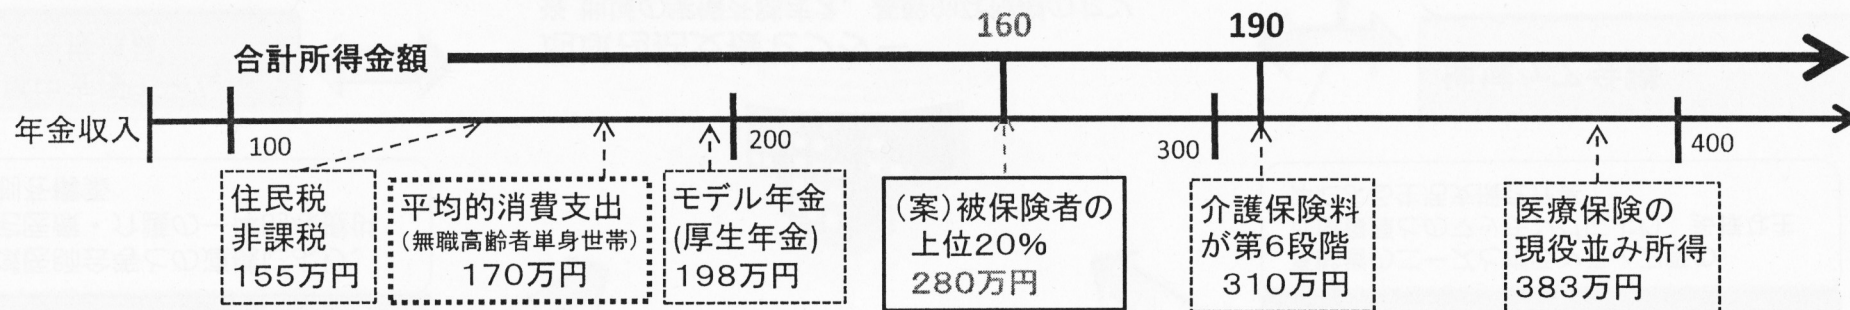 160
190
合計所得金額
年金収入
100
200
300
400
住民税
非課税
155万円
平均的消費支出
(無職高齢者単身世帯)
170万円
モデル年金
(厚生年金)
198万円
(案)被保険者の
上位20%
280万円
介護保険料
が第6段階
310万円
医療保険の
現役並み所得
383万円